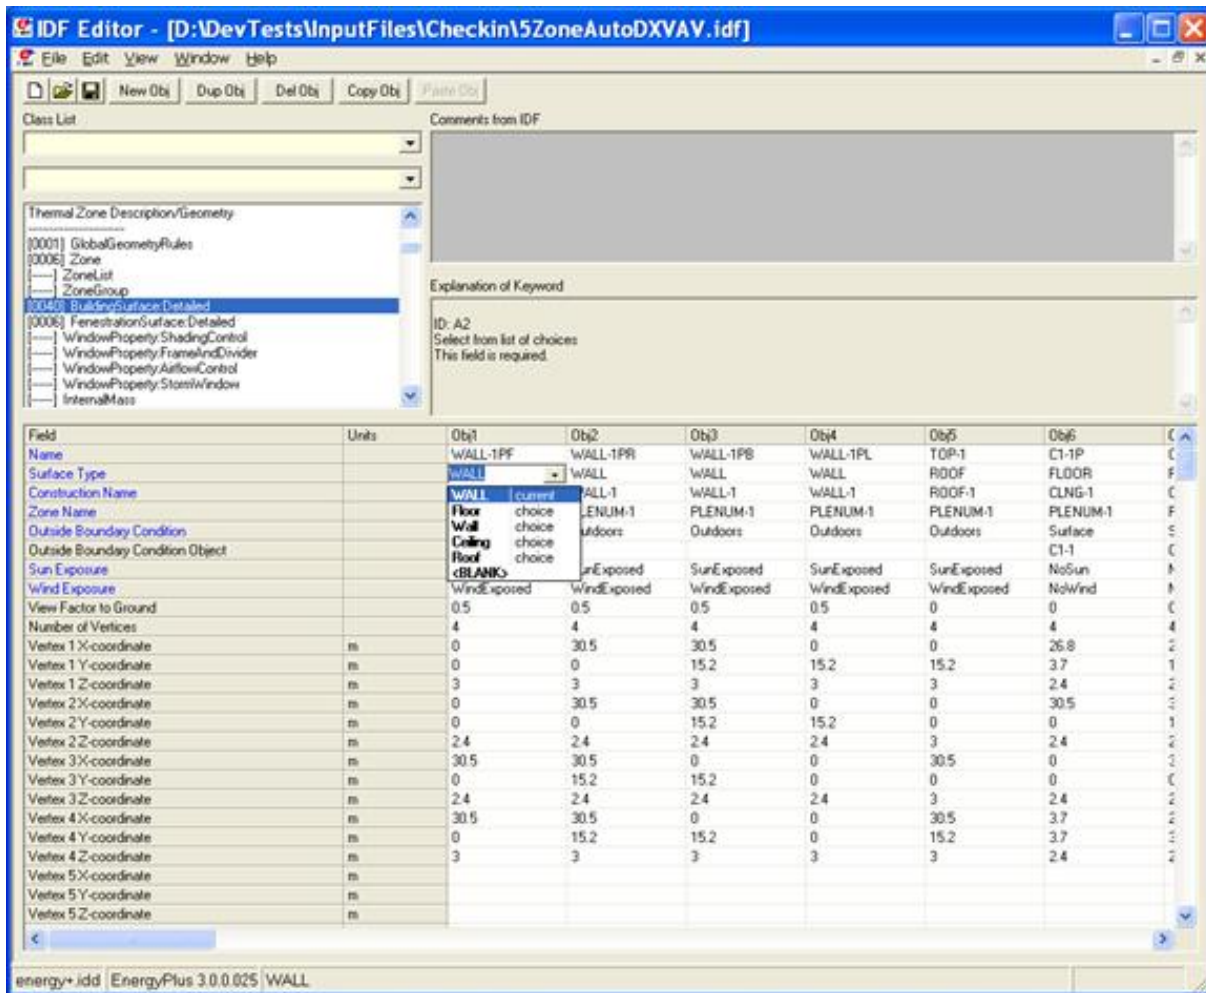 IDF Editor - [D:\DevTests\InputFiles\Checkin\5ZoneAutoDXVAV.idf]
File Edit View Window Help
New Obj Dup Obj Del Obj Copy Obj Paste Obj
Class List Comments from IDF
Thermal Zone Description/Geometry
--------------------
[0001] GlobalGeometryRules
[0006] Zone
[-----] ZoneList
[-----] ZoneGroup
Explanation of Keyword
[0040] BuildingSurface:Detailed
[0006] FenestrationSurface:Detailed
[-----] WindowProperty:ShadingControl
[-----] WindowProperty:FrameAndDivider
[-----] WindowProperty:AirflowControl
[-----] WindowProperty:StormWindow
[-----] InternalMass
ID: A2
Select from list of choices
This field is required.
Field Units Obj1 Obj2 Obj3 Obj4 Obj5 Obj6
Name WALL-1PF WALL-1PR WALL-1PB WALL-1PL TOP-1 C1-1P
Surface Type WALL WALL WALL WALL ROOF FLOOR
Construction Name WALL-1 WALL-1 WALL-1 ROOF-1 CLNG-1
Zone Name PLENUM-1 PLENUM-1 PLENUM-1 PLENUM-1 PLENUM-1
Outside Boundary Condition Outdoors Outdoors Outdoors Outdoors Surface
Outside Boundary Condition Object C1-1
Sun Exposure SunExposed SunExposed SunExposed SunExposed NoSun
Wind Exposure WindExposed WindExposed WindExposed WindExposed WindExposed NoWind
WALL current
Floor choice
Wall choice
Ceiling choice
Roof choice
<BLANK>
View Factor to Ground 0.5 0.5 0.5 0.5 0 0
Number of Vertices 4 4 4 4 4 4
Vertex 1 X-coordinate m 0 30.5 30.5 0 0 26.8
Vertex 1 Y-coordinate m 0 0 15.2 15.2 15.2 3.7
Vertex 1 Z-coordinate m 3 3 3 3 3 2.4
Vertex 2 X-coordinate m 0 30.5 30.5 0 0 30.5
Vertex 2 Y-coordinate m 0 0 15.2 15.2 0 0
Vertex 2 Z-coordinate m 2.4 2.4 2.4 2.4 3 2.4
Vertex 3 X-coordinate m 30.5 30.5 0 0 30.5 0
Vertex 3 Y-coordinate m 0 15.2 15.2 0 0 0
Vertex 3 Z-coordinate m 2.4 2.4 2.4 2.4 3 2.4
Vertex 4 X-coordinate m 30.5 30.5 0 0 30.5 3.7
Vertex 4 Y-coordinate m 0 15.2 15.2 0 15.2 3.7
Vertex 4 Z-coordinate m 3 3 3 3 3 2.4
Vertex 5 X-coordinate m
Vertex 5 Y-coordinate m
Vertex 5 Z-coordinate m
energy+.idd EnergyPlus 3.0.0.025 WALL